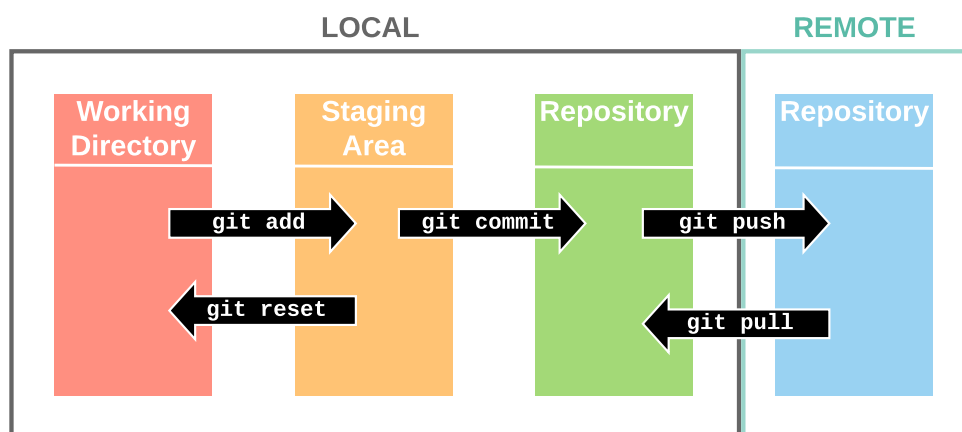 LOCAL
REMOTE
Working
Directory
Staging
Area
Repository
Repository
git add
git commit
git push
git reset
git pull